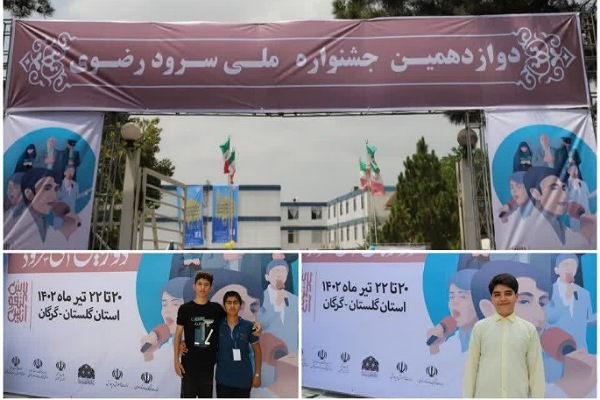 دوازدهمین جشنواره ملی سرود رضوی
۲۰ تا ۲۲ تیر ماه ۱۴۰۲
استان گلستان - گرگان
۲۰ تا ۲۲ تیر ماه ۱۴۰۲
استان گلستان - گرگان